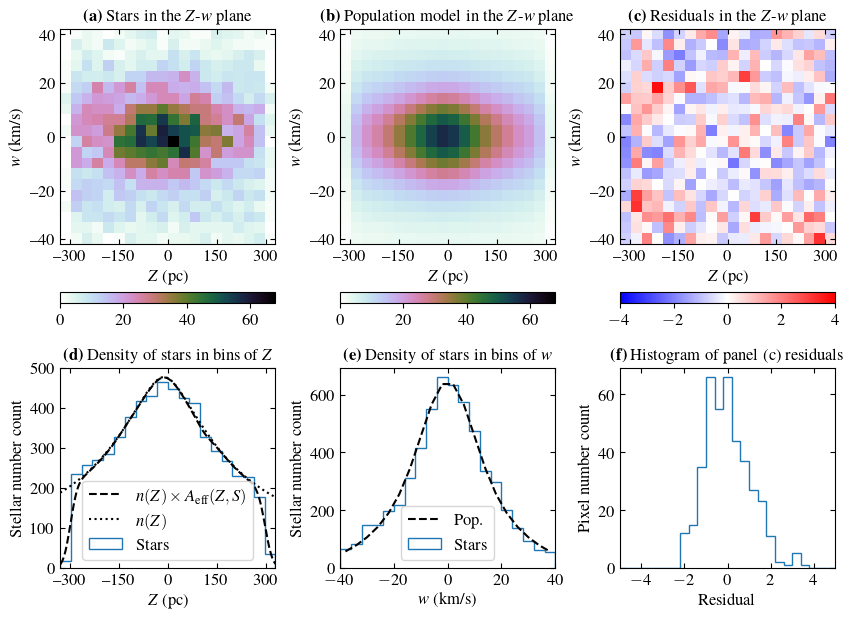 (a) Stars in the Z-w plane
(b) Population model in the Z-w plane
(c) Residuals in the Z-w plane
w (km/s)
40
20
0
−20
−40
−300 −150 0 150 300
Z (pc)
0 20 40 60
w (km/s)
40
20
0
−20
−40
−300 −150 0 150 300
Z (pc)
0 20 40 60
w (km/s)
40
20
0
−20
−40
−300 −150 0 150 300
Z (pc)
−4 −2 0 2 4
(d) Density of stars in bins of Z
(e) Density of stars in bins of w
(f) Histogram of panel (c) residuals
Stellar number count
500
400
300
200
100
0
n(Z) × A_eff(Z, S)
n(Z)
Stars
−300 −150 0 150 300
Z (pc)
Stellar number count
600
400
200
0
Pop.
Stars
−40 −20 0 20 40
w (km/s)
Pixel number count
60
40
20
0
−4 −2 0 2 4
Residual